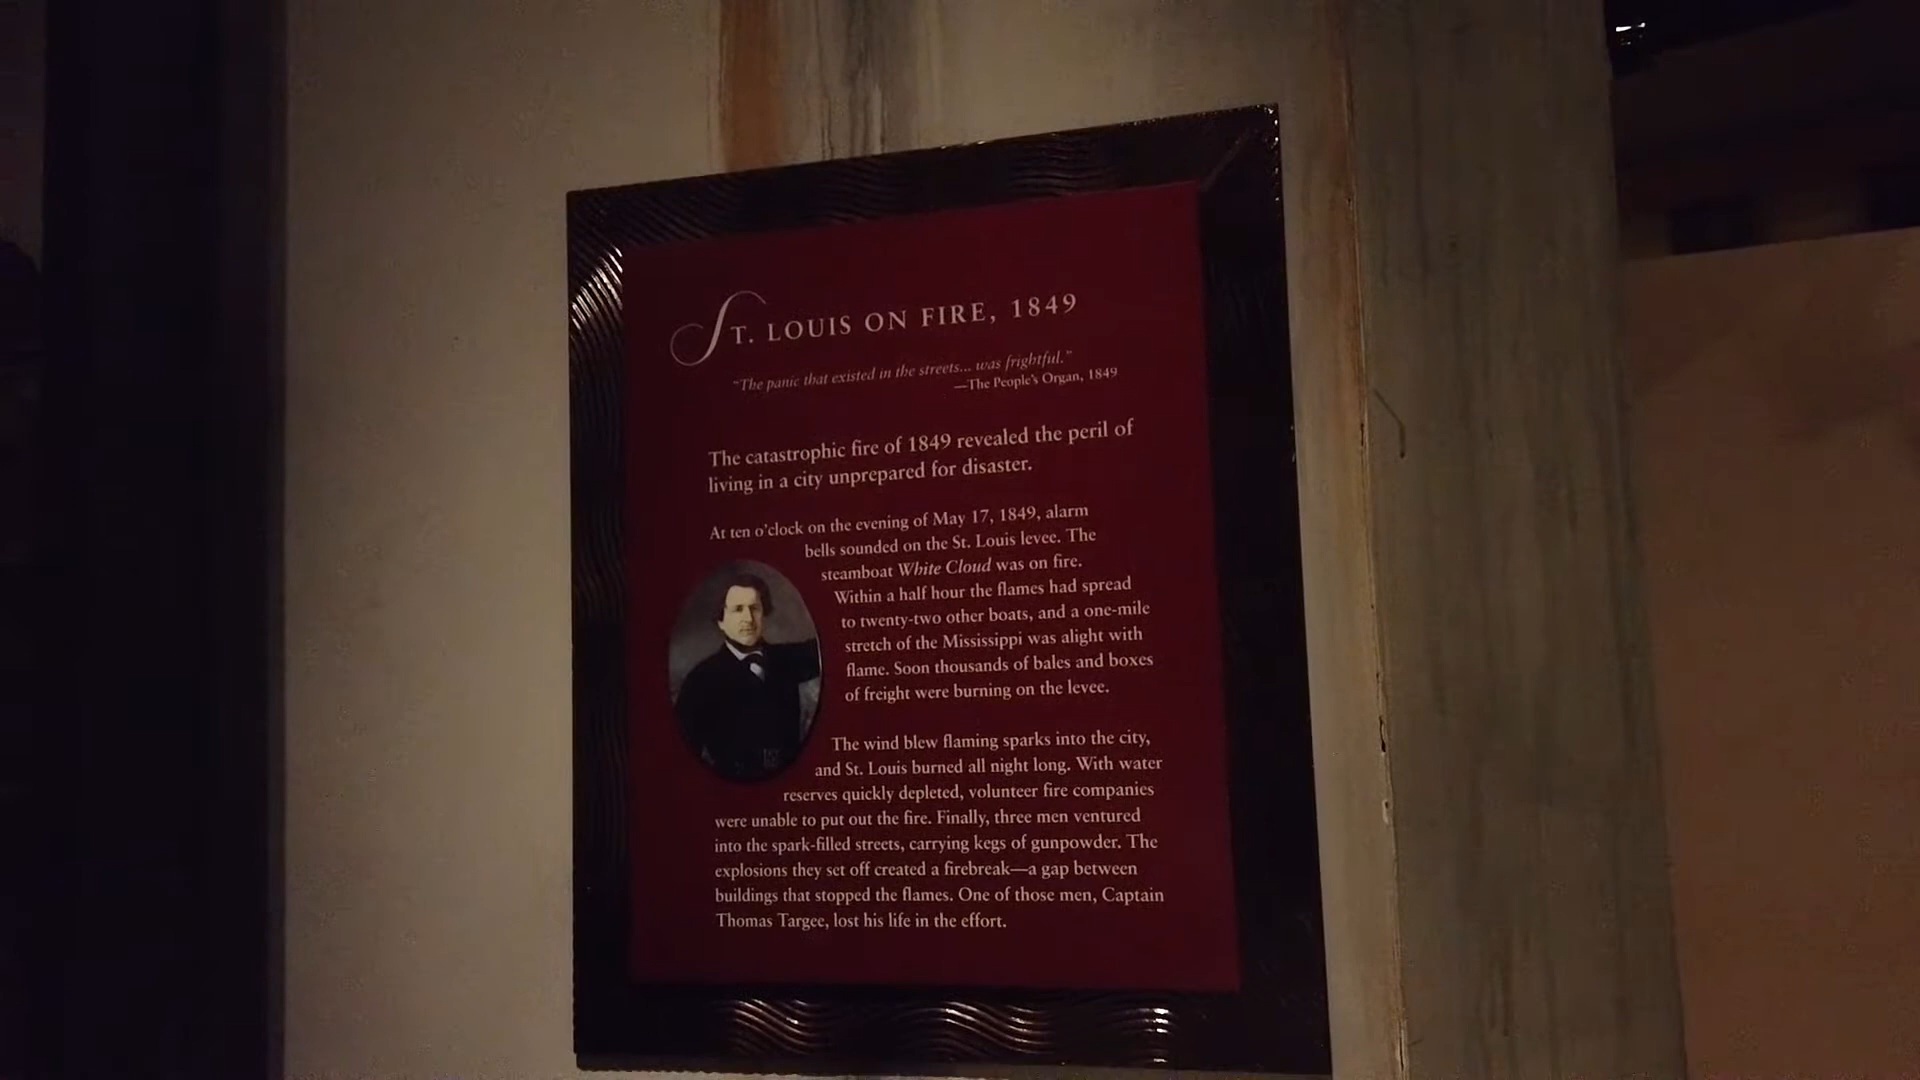 ST. LOUIS ON FIRE, 1849
"The panic that existed in the streets... was frightful."
—The People's Organ, 1849
The catastrophic fire of 1849 revealed the peril of
living in a city unprepared for disaster.
At ten o'clock on the evening of May 17, 1849, alarm
bells sounded on the St. Louis levee. The
steamboat White Cloud was on fire.
Within a half hour the flames had spread
to twenty-two other boats, and a one-mile
stretch of the Mississippi was alight with
flame. Soon thousands of bales and boxes
of freight were burning on the levee.
The wind blew flaming sparks into the city,
and St. Louis burned all night long. With water
reserves quickly depleted, volunteer fire companies
were unable to put out the fire. Finally, three men ventured
into the spark-filled streets, carrying kegs of gunpowder. The
explosions they set off created a firebreak—a gap between
buildings that stopped the flames. One of those men, Captain
Thomas Targee, lost his life in the effort.